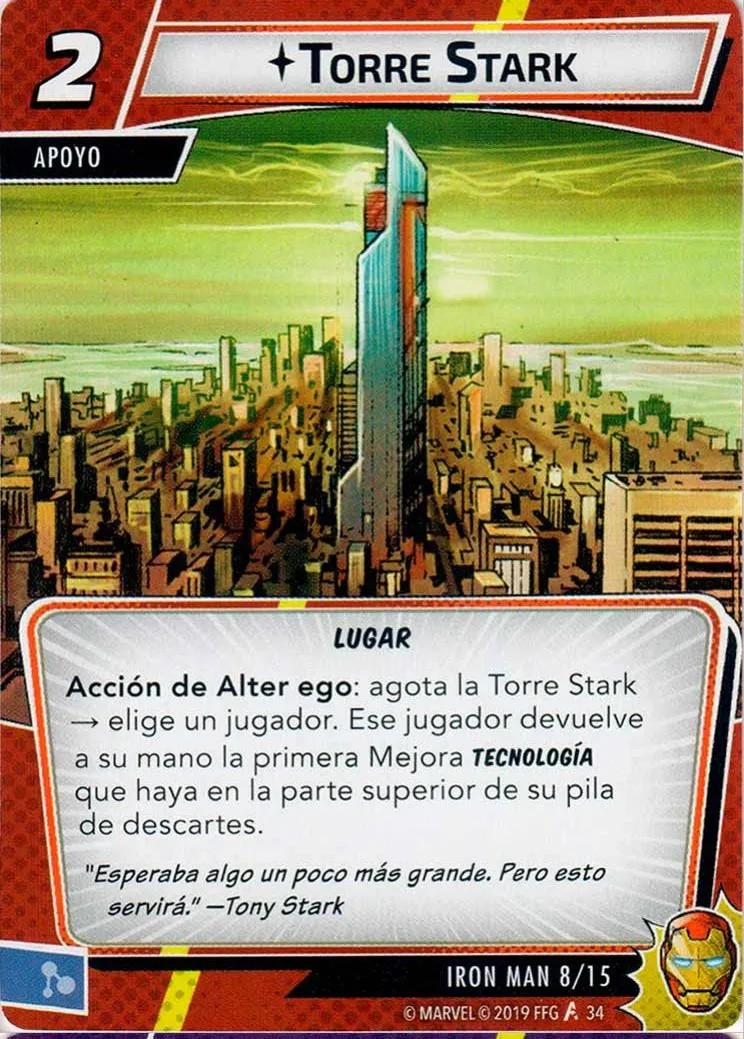 2
TORRE STARK
APOYO
LUGAR
Acción de Alter ego: agota la Torre Stark
→ elige un jugador. Ese jugador devuelve
a su mano la primera Mejora TECNOLOGÍA
que haya en la parte superior de su pila
de descartes.
"Esperaba algo un poco más grande. Pero esto
servirá." —Tony Stark
IRON MAN 8/15
© MARVEL © 2019 FFG 34